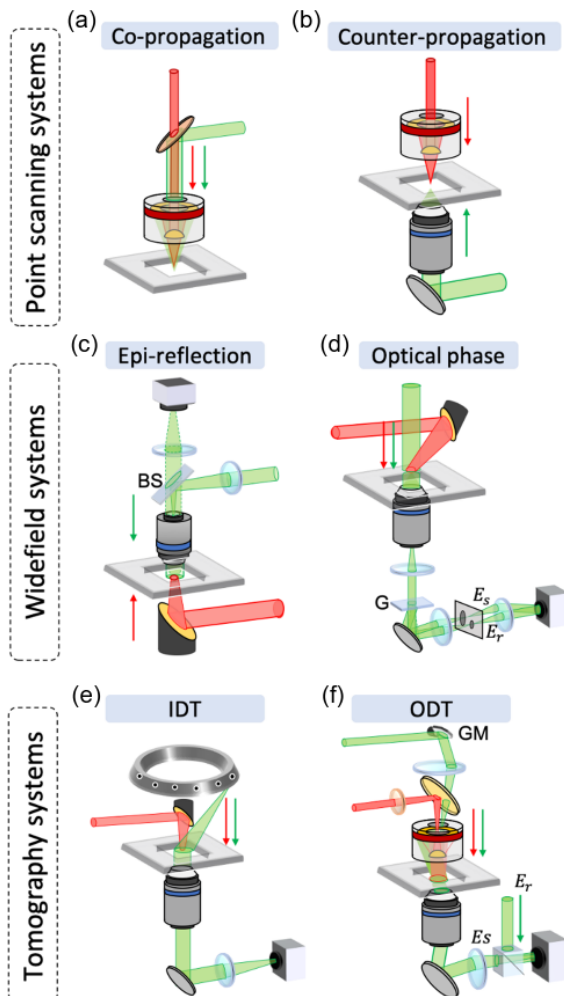 (a)
Co-propagation
(b)
Counter-propagation
Point scanning systems
(c)
Epi-reflection
(d)
Optical phase
BS
Widefield systems
G
Es
Er
(e)
IDT
(f)
ODT
GM
Tomography systems
Er
Es